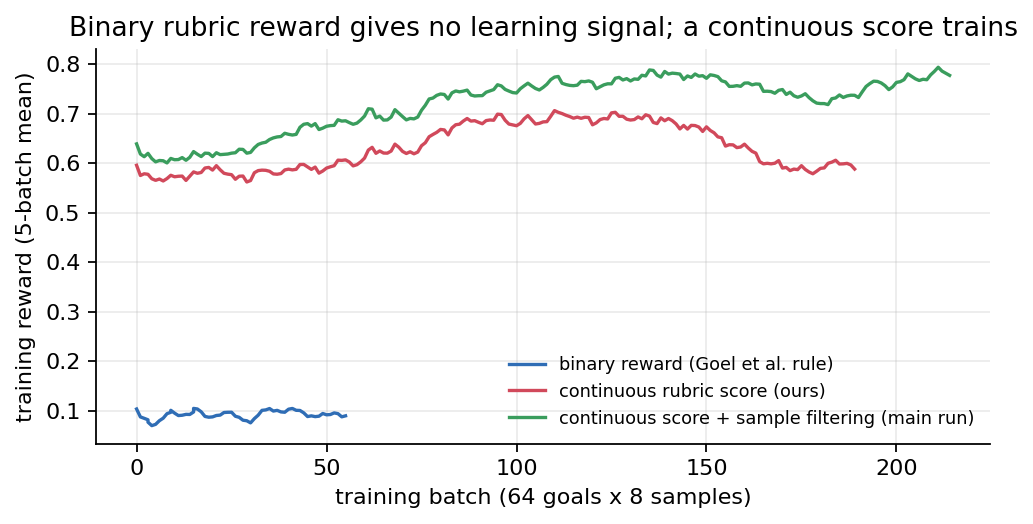 Binary rubric reward gives no learning signal; a continuous score trains
training reward (5-batch mean)
0.8
0.7
0.6
0.5
0.4
0.3
0.2
0.1
binary reward (Goel et al. rule)
continuous rubric score (ours)
continuous score + sample filtering (main run)
0
50
100
150
200
training batch (64 goals x 8 samples)